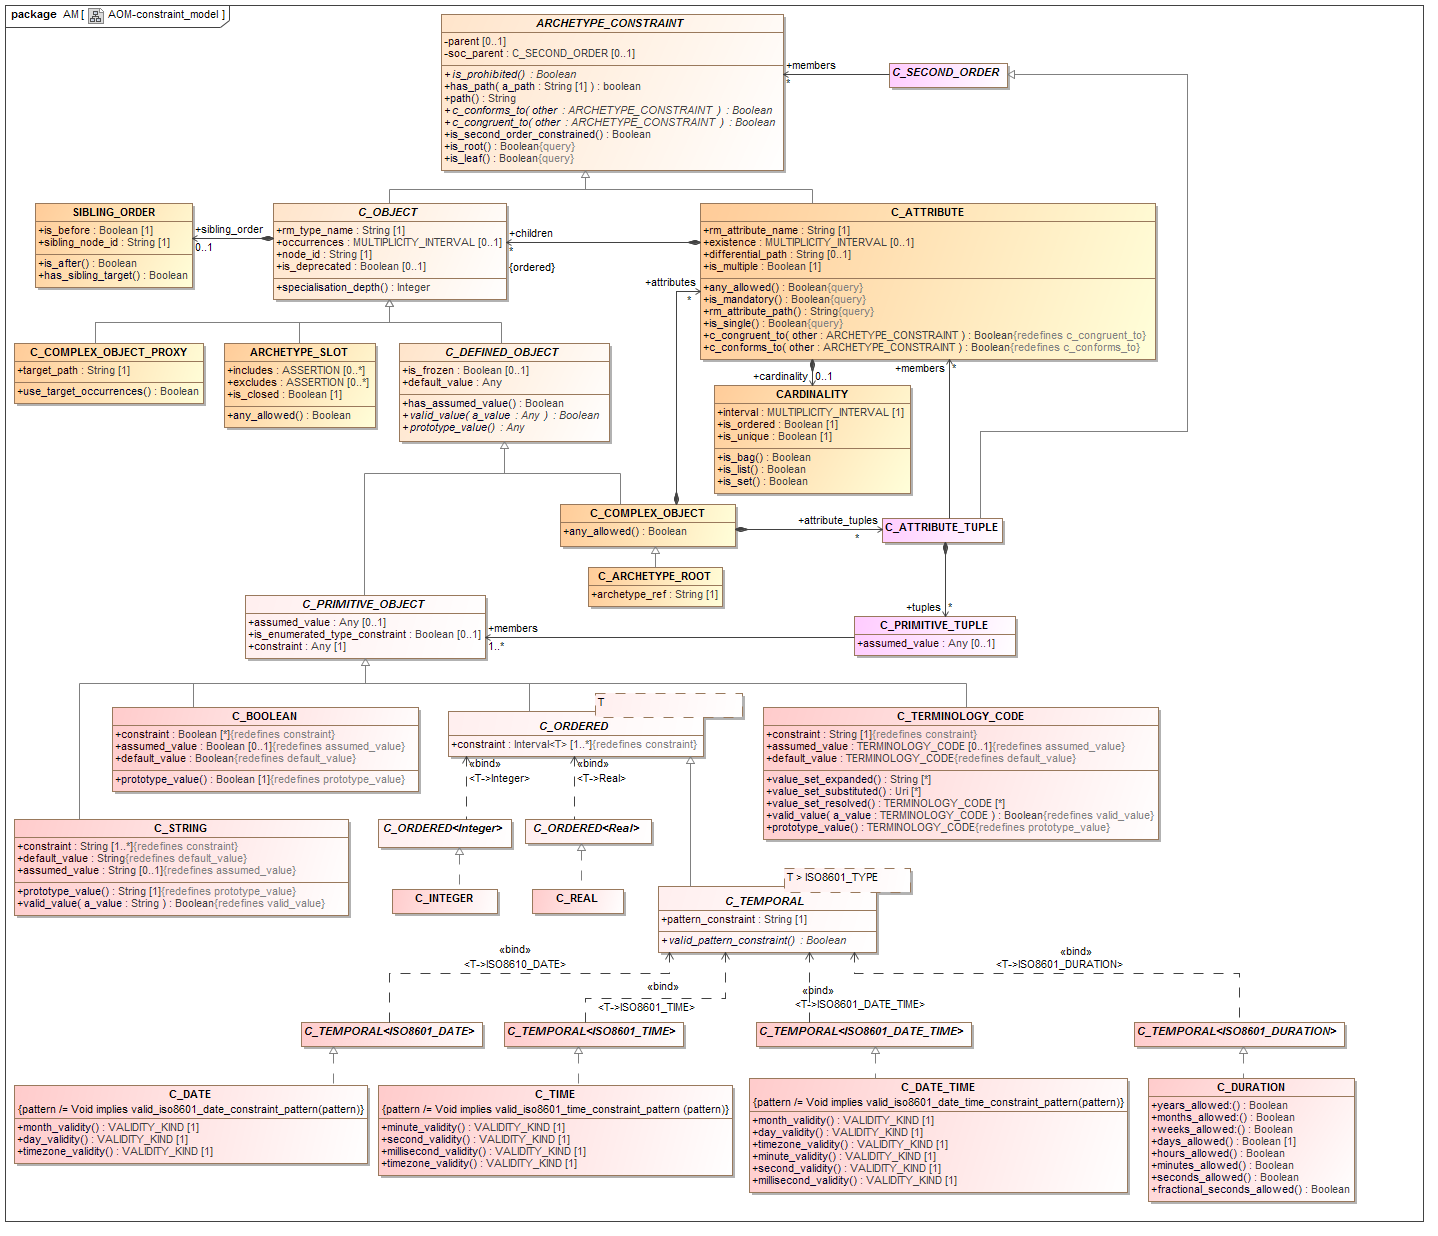 package AM [ AOM-constraint_model ]
ARCHETYPE_CONSTRAINT
-parent [0..1]
-soc_parent : C_SECOND_ORDER [0..1]
+is_prohibited() : Boolean
+has_path( a_path : String [1] ) : boolean
+path() : String
+c_conforms_to( other : ARCHETYPE_CONSTRAINT ) : Boolean
+c_congruent_to( other : ARCHETYPE_CONSTRAINT ) : Boolean
+is_second_order_constrained() : Boolean
+is_root() : Boolean{query}
+is_leaf() : Boolean{query}
+members
*
C_SECOND_ORDER
SIBLING_ORDER
+is_before : Boolean [1]
+sibling_node_id : String [1]
+is_after() : Boolean
+has_sibling_target() : Boolean
+sibling_order
0..1
C_OBJECT
+rm_type_name : String [1]
+occurrences : MULTIPLICITY_INTERVAL [0..1]
+node_id : String [1]
+is_deprecated : Boolean [0..1]
+specialisation_depth() : Integer
+children
*
{ordered}
C_ATTRIBUTE
+rm_attribute_name : String [1]
+existence : MULTIPLICITY_INTERVAL [0..1]
+differential_path : String [0..1]
+is_multiple : Boolean [1]
+any_allowed() : Boolean{query}
+is_mandatory() : Boolean{query}
+rm_attribute_path() : String{query}
+is_single() : Boolean{query}
+c_congruent_to( other : ARCHETYPE_CONSTRAINT ) : Boolean{redefines c_congruent_to}
+c_conforms_to( other : ARCHETYPE_CONSTRAINT ) : Boolean{redefines c_conforms_to}
+attributes
*
C_COMPLEX_OBJECT_PROXY
+target_path : String [1]
+use_target_occurrences() : Boolean
ARCHETYPE_SLOT
+includes : ASSERTION [0..*]
+excludes : ASSERTION [0..*]
+is_closed : Boolean [1]
+any_allowed() : Boolean
C_DEFINED_OBJECT
+is_frozen : Boolean [0..1]
+default_value : Any
+has_assumed_value() : Boolean
+valid_value( a_value : Any ) : Boolean
+prototype_value() : Any
+cardinality
0..1
+members
*
CARDINALITY
+interval : MULTIPLICITY_INTERVAL [1]
+is_ordered : Boolean [1]
+is_unique : Boolean [1]
+is_bag() : Boolean
+is_list() : Boolean
+is_set() : Boolean
C_COMPLEX_OBJECT
+any_allowed() : Boolean
+attribute_tuples
*
C_ATTRIBUTE_TUPLE
C_ARCHETYPE_ROOT
+archetype_ref : String [1]
+tuples
*
C_PRIMITIVE_OBJECT
+assumed_value : Any [0..1]
+is_enumerated_type_constraint : Boolean [0..1]
+constraint : Any [1]
+members
1..*
C_PRIMITIVE_TUPLE
+assumed_value : Any [0..1]
C_BOOLEAN
+constraint : Boolean [*]{redefines constraint}
+assumed_value : Boolean [0..1]{redefines assumed_value}
+default_value : Boolean{redefines default_value}
+prototype_value() : Boolean [1]{redefines prototype_value}
T
C_ORDERED
+constraint : Interval<T> [1..*]{redefines constraint}
C_TERMINOLOGY_CODE
+constraint : String [1]{redefines constraint}
+assumed_value : TERMINOLOGY_CODE [0..1]{redefines assumed_value}
+default_value : TERMINOLOGY_CODE{redefines default_value}
+value_set_expanded() : String [*]
+value_set_substituted() : Uri [*]
+value_set_resolved() : TERMINOLOGY_CODE [*]
+valid_value( a_value : TERMINOLOGY_CODE ) : Boolean{redefines valid_value}
+prototype_value() : TERMINOLOGY_CODE{redefines prototype_value}
«bind»
<T->Integer>
«bind»
<T->Real>
C_STRING
+constraint : String [1..*]{redefines constraint}
+default_value : String{redefines default_value}
+assumed_value : String [0..1]{redefines assumed_value}
+prototype_value() : String [1]{redefines prototype_value}
+valid_value( a_value : String ) : Boolean{redefines valid_value}
C_ORDERED<Integer>
C_ORDERED<Real>
C_INTEGER
C_REAL
T > ISO8601_TYPE
C_TEMPORAL
+pattern_constraint : String [1]
+valid_pattern_constraint() : Boolean
«bind»
<T->ISO8610_DATE>
«bind»
<T->ISO8601_TIME>
«bind»
<T->ISO8601_DATE_TIME>
«bind»
<T->ISO8601_DURATION>
C_TEMPORAL<ISO8601_DATE>
C_TEMPORAL<ISO8601_TIME>
C_TEMPORAL<ISO8601_DATE_TIME>
C_TEMPORAL<ISO8601_DURATION>
C_DATE
{pattern /= Void implies valid_iso8601_date_constraint_pattern(pattern)}
+month_validity() : VALIDITY_KIND [1]
+day_validity() : VALIDITY_KIND [1]
+timezone_validity() : VALIDITY_KIND [1]
C_TIME
{pattern /= Void implies valid_iso8601_time_constraint_pattern (pattern)}
+minute_validity() : VALIDITY_KIND [1]
+second_validity() : VALIDITY_KIND [1]
+millisecond_validity() : VALIDITY_KIND [1]
+timezone_validity() : VALIDITY_KIND [1]
C_DATE_TIME
{pattern /= Void implies valid_iso8601_date_time_constraint_pattern(pattern)}
+month_validity() : VALIDITY_KIND [1]
+day_validity() : VALIDITY_KIND [1]
+timezone_validity() : VALIDITY_KIND [1]
+minute_validity() : VALIDITY_KIND [1]
+second_validity() : VALIDITY_KIND [1]
+millisecond_validity() : VALIDITY_KIND [1]
C_DURATION
+years_allowed:() : Boolean
+months_allowed:() : Boolean
+weeks_allowed:() : Boolean
+days_allowed() : Boolean [1]
+hours_allowed() : Boolean
+minutes_allowed() : Boolean
+seconds_allowed() : Boolean
+fractional_seconds_allowed() : Boolean